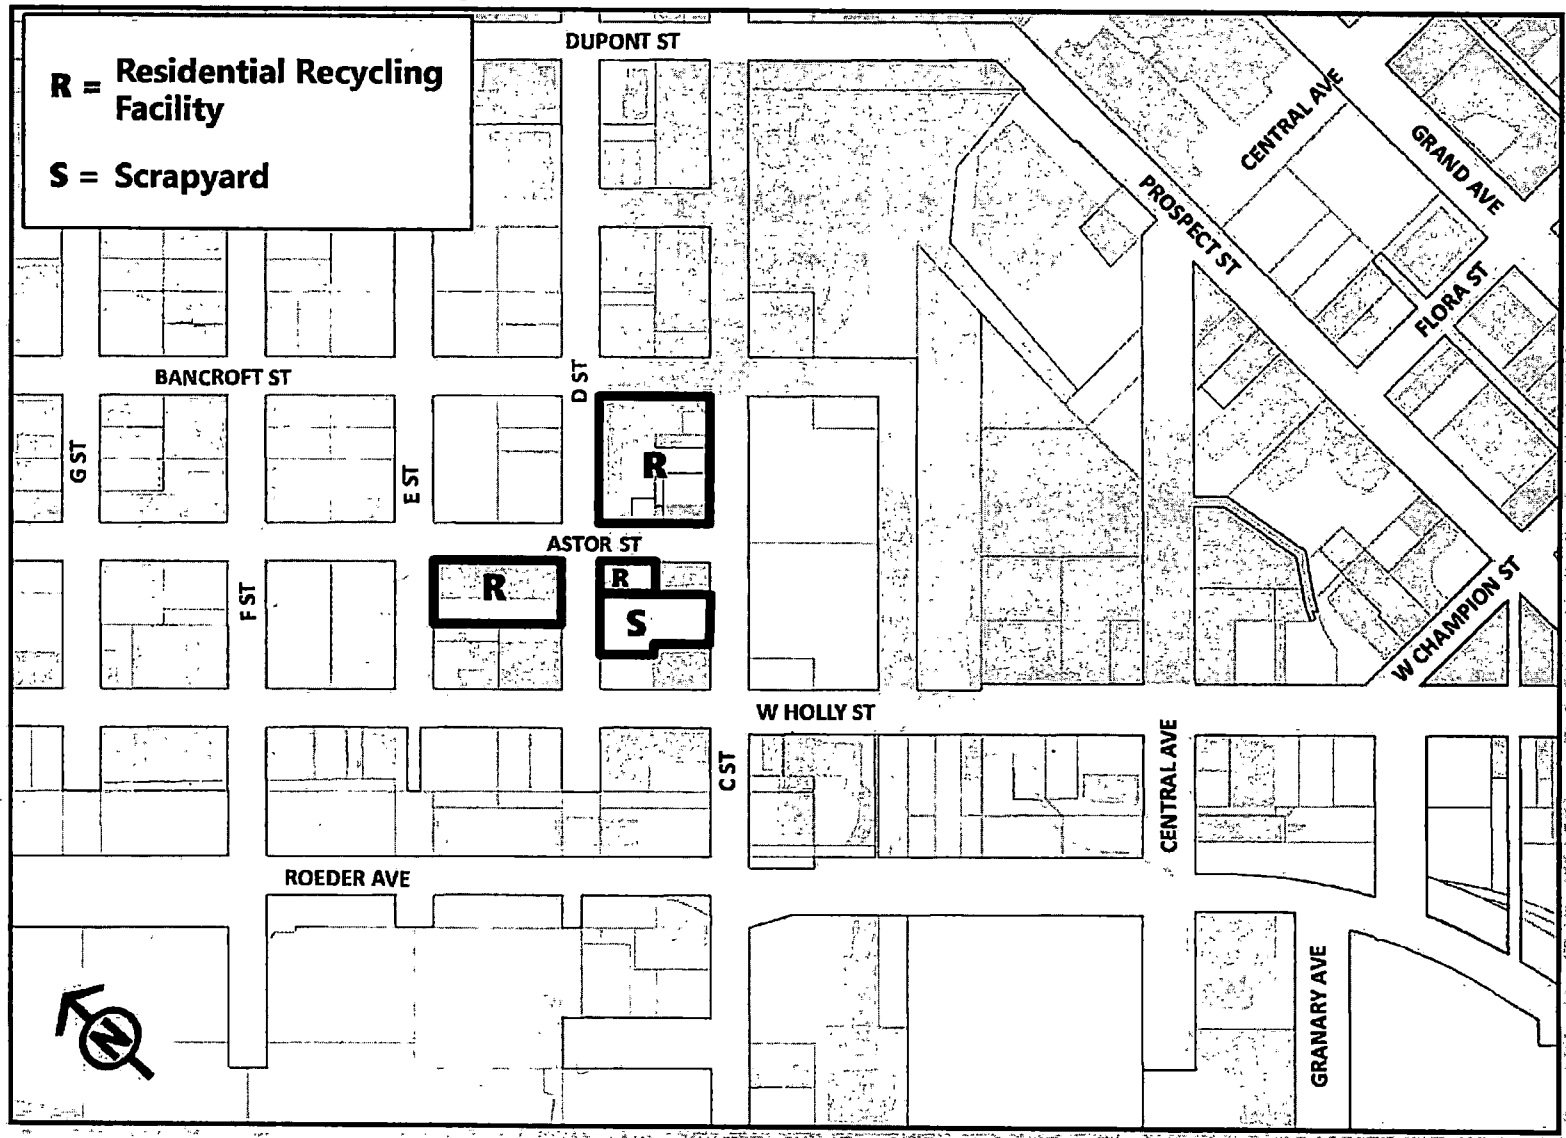 R = Residential Recycling
Facility
S = Scrapyard
DUPONT ST
CENTRAL AVE
GRAND AVE
PROSPECT ST
FLORA ST
BANCROFT ST
D ST
G ST
E ST
R
ASTOR ST
R
R
F ST
S
W CHAMPION ST
W HOLLY ST
C ST
CENTRAL AVE
ROEDER AVE
GRANARY AVE
N